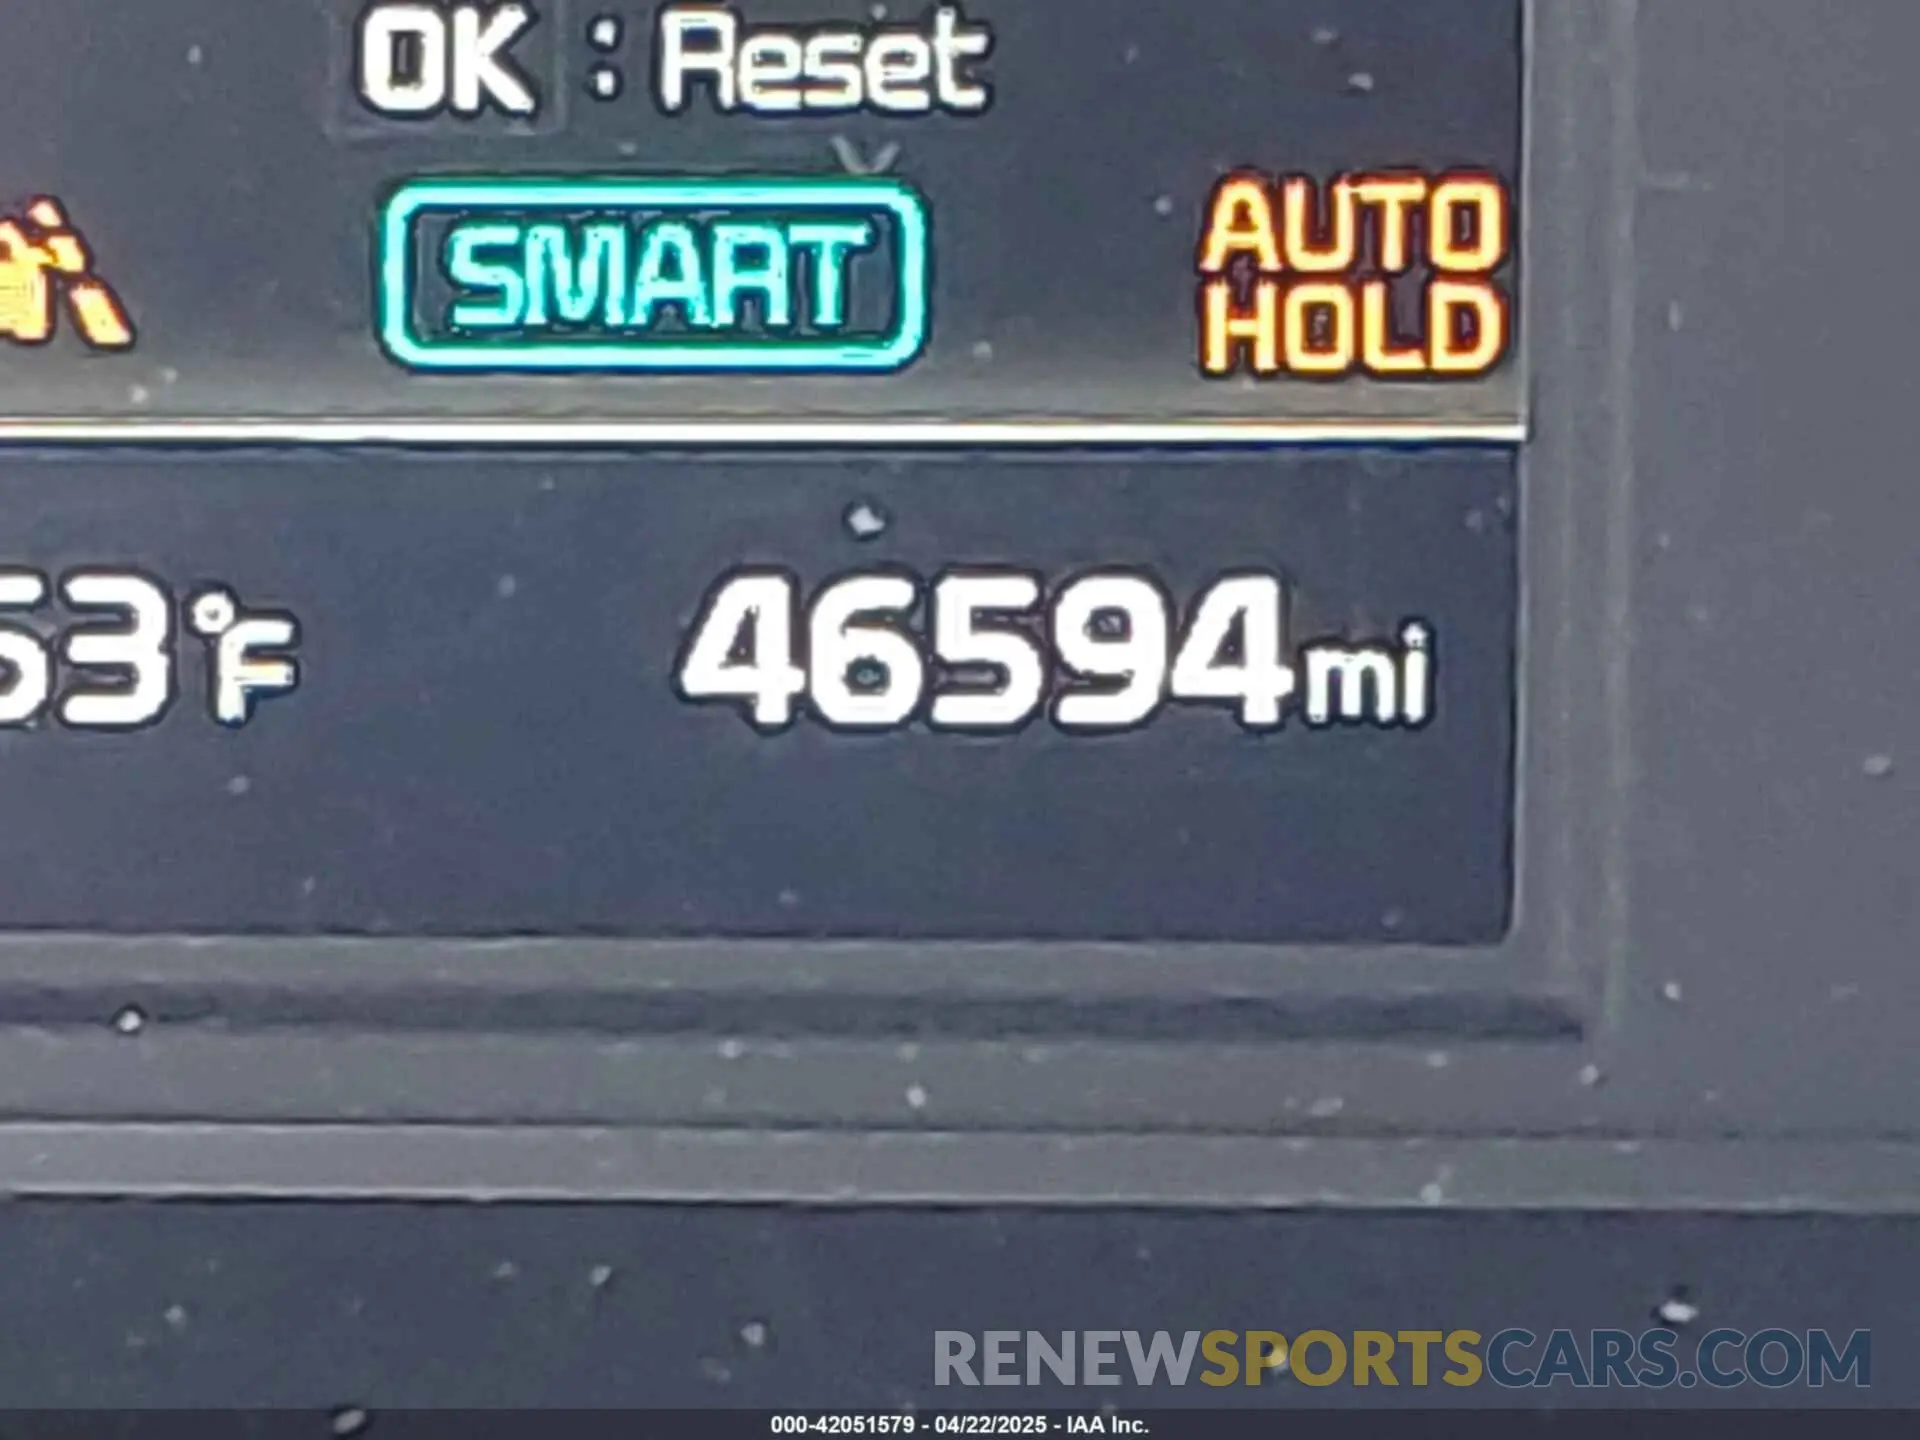 OK : Reset
SMART
AUTO
HOLD
53°F
46594mi
RENEWSPORTSCARS.COM
000-42051579 - 04/22/2025 - IAA Inc.